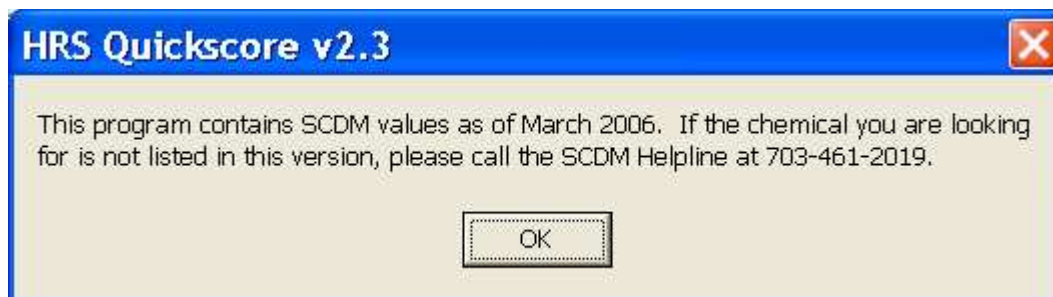 HRS Quickscore v2.3
This program contains SCDM values as of March 2006.  If the chemical you are looking
for is not listed in this version, please call the SCDM Helpline at 703-461-2019.
OK